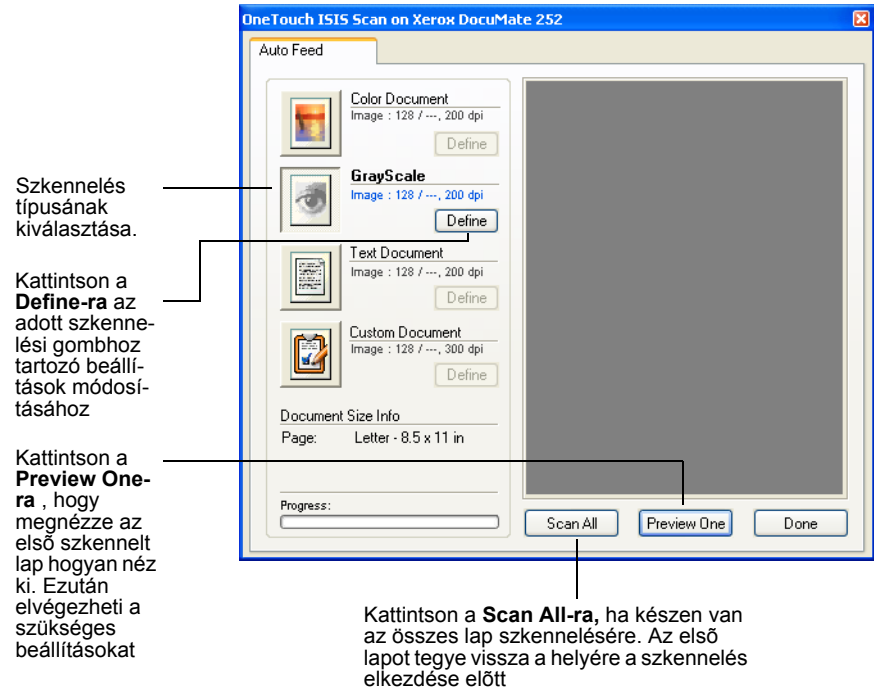 OneTouch ISIS Scan on Xerox DocuMate 252
Auto Feed
Color Document
Image : 128 / ---, 200 dpi
Define
GrayScale
Image : 128 / ---, 200 dpi
Define
Text Document
Image : 128 / ---, 200 dpi
Define
Custom Document
Image : 128 / ---, 300 dpi
Define
Document Size Info
Page: Letter - 8.5 x 11 in
Progress:
Scan All Preview One Done
Szkennelés
típusának
kiválasztása.
Kattintson a
Define-ra az
adott szkenne-
lési gombhoz
tartozó beállí-
tások módosí-
tásához
Kattintson a
Preview One-
ra , hogy
megnézze az
elsõ szkennelt
lap hogyan néz
ki. Ezután
elvégezheti a
szükséges
beállításokat
Kattintson a Scan All-ra, ha készen van
az összes lap szkennelésére. Az elsõ
lapot tegye vissza a helyére a szkennelés
elkezdése elõtt